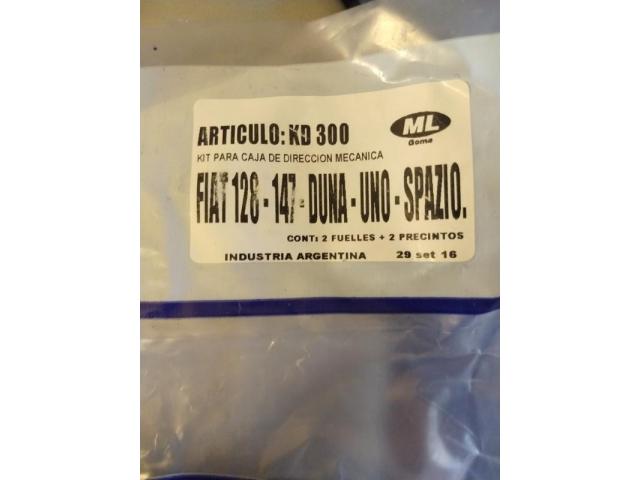 ARTICULO: KD 300
ML
Goma
KIT PARA CAJA DE DIRECCION MECANICA
FIAT 128 - 147 - DUNA - UNO - SPAZIO.
CONT: 2 FUELLES + 2 PRECINTOS
INDUSTRIA ARGENTINA 29 set 16